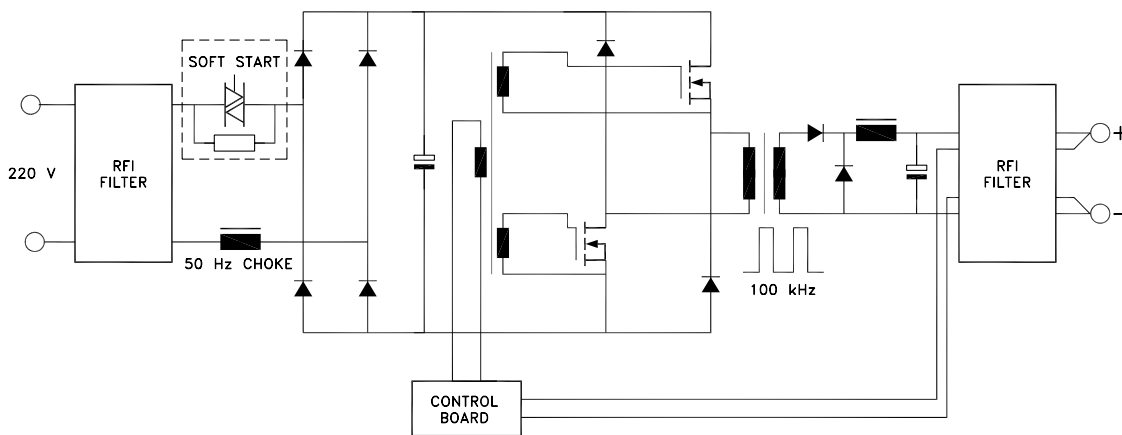 SOFT START
220 V
RFI
FILTER
50 Hz CHOKE
100 kHz
RFI
FILTER
+
−
CONTROL
BOARD